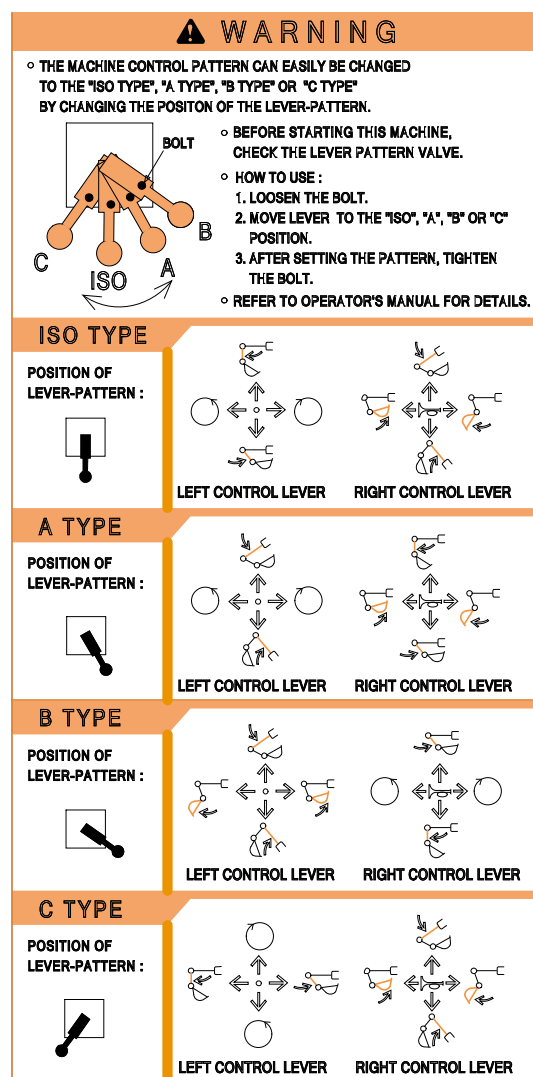 WARNING
THE MACHINE CONTROL PATTERN CAN EASILY BE CHANGED
TO THE "ISO TYPE", "A TYPE", "B TYPE" OR "C TYPE"
BY CHANGING THE POSITON OF THE LEVER-PATTERN.
BOLT
B
A
ISO
C
BEFORE STARTING THIS MACHINE,
CHECK THE LEVER PATTERN VALVE.
HOW TO USE :
1. LOOSEN THE BOLT.
2. MOVE LEVER TO THE "ISO", "A", "B" OR "C"
POSITION.
3. AFTER SETTING THE PATTERN, TIGHTEN
THE BOLT.
REFER TO OPERATOR'S MANUAL FOR DETAILS.
ISO TYPE
POSITION OF
LEVER-PATTERN :
LEFT CONTROL LEVER
RIGHT CONTROL LEVER
A TYPE
POSITION OF
LEVER-PATTERN :
LEFT CONTROL LEVER
RIGHT CONTROL LEVER
B TYPE
POSITION OF
LEVER-PATTERN :
LEFT CONTROL LEVER
RIGHT CONTROL LEVER
C TYPE
POSITION OF
LEVER-PATTERN :
LEFT CONTROL LEVER
RIGHT CONTROL LEVER